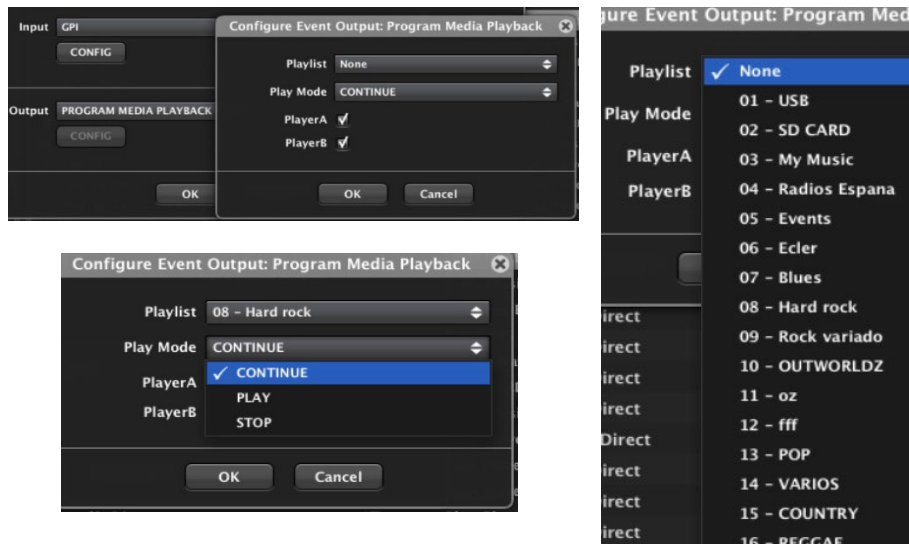 Input GPI
CONFIG
Output PROGRAM MEDIA PLAYBACK
CONFIG
OK
Configure Event Output: Program Media Playback
Playlist None
Play Mode CONTINUE
PlayerA
PlayerB
OK Cancel
Configure Event Output: Program Media Playback
Playlist 08 - Hard rock
Play Mode CONTINUE
CONTINUE
PlayerA
PLAY
PlayerB
STOP
OK Cancel
gure Event Output: Program Med
Playlist None
01 - USB
Play Mode
02 - SD CARD
PlayerA 03 - My Music
PlayerB 04 - Radios Espana
05 - Events
06 - Ecler
07 - Blues
08 - Hard rock
irect
09 - Rock variado
irect
10 - OUTWORLDZ
irect
11 - oz
irect
12 - fff
Direct
13 - POP
irect
14 - VARIOS
irect
15 - COUNTRY
irect
16 - REGGAE